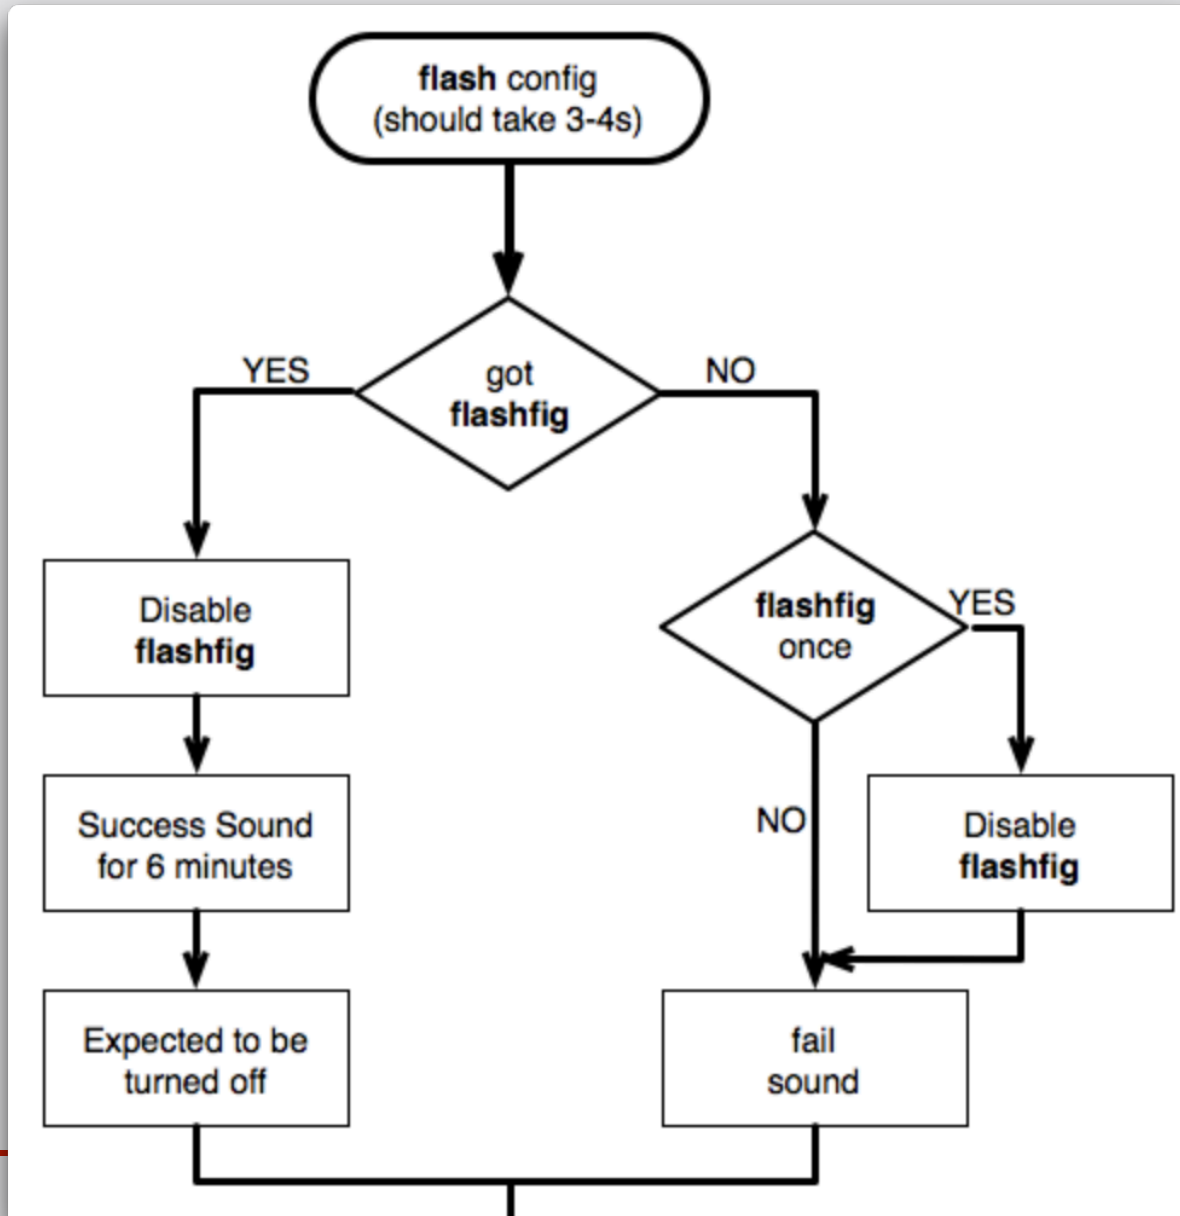 flash config
(should take 3-4s)
got
flashfig
YES
NO
Disable
flashfig
flashfig
once
YES
Success Sound
for 6 minutes
NO
Disable
flashfig
Expected to be
turned off
fail
sound